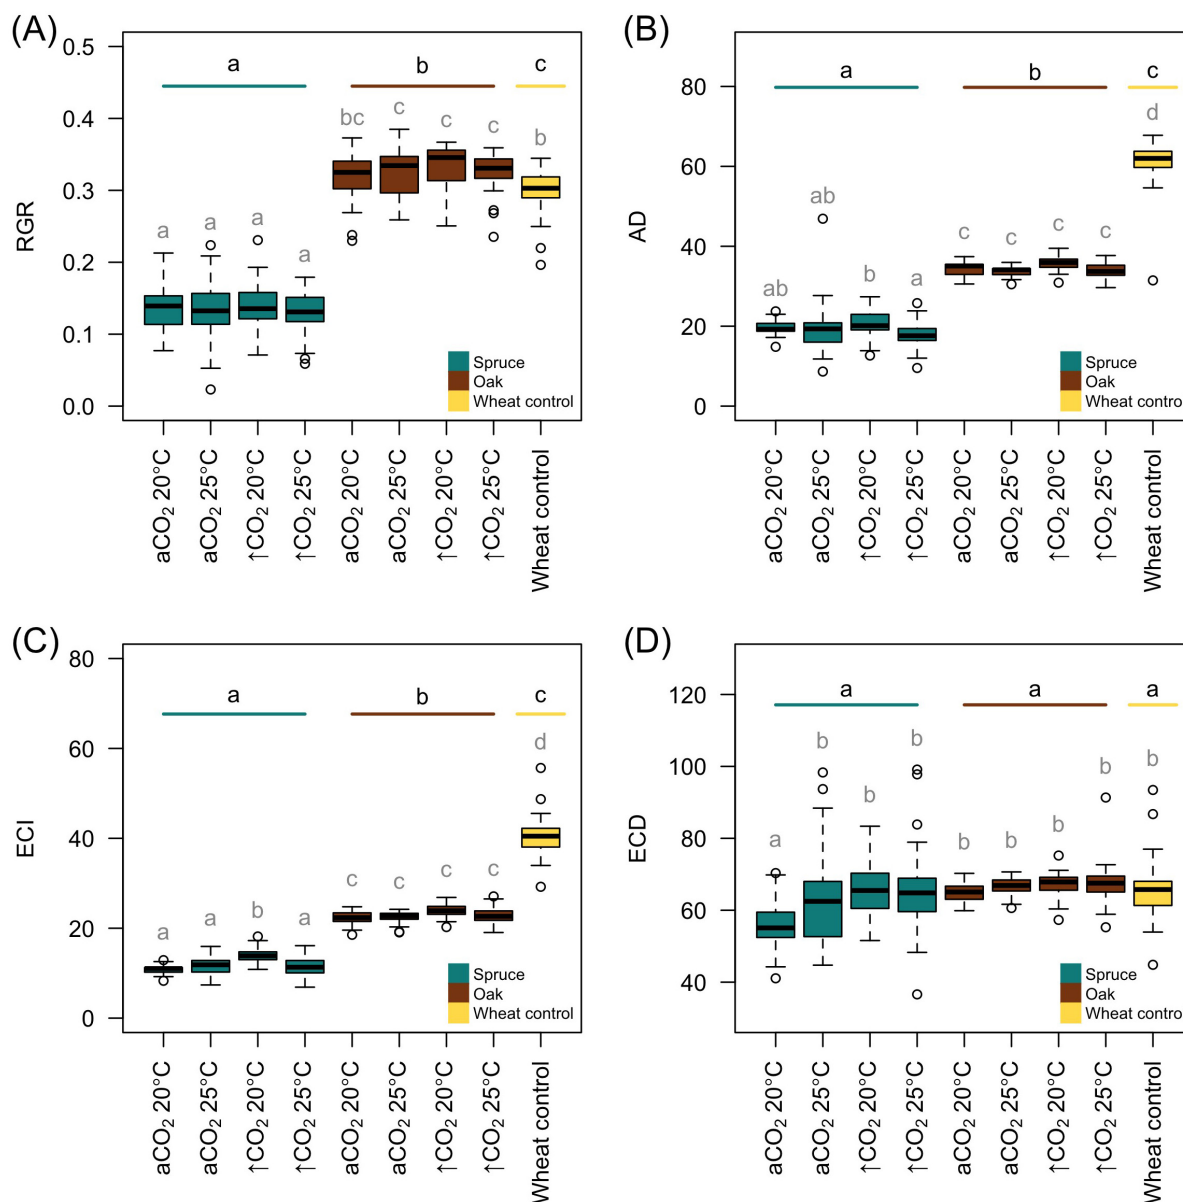 (A)
RGR
0.5
0.4
0.3
0.2
0.1
0.0
a
b
c
a
a
a
a
bc
c
c
c
b
Spruce
Oak
Wheat control
aCO₂ 20°C
aCO₂ 25°C
↑CO₂ 20°C
↑CO₂ 25°C
aCO₂ 20°C
aCO₂ 25°C
↑CO₂ 20°C
↑CO₂ 25°C
Wheat control
(B)
AD
80
60
40
20
0
a
b
c
ab
ab
b
a
c
c
c
c
d
Spruce
Oak
Wheat contro
aCO₂ 20°C
aCO₂ 25°C
↑CO₂ 20°C
↑CO₂ 25°C
aCO₂ 20°C
aCO₂ 25°C
↑CO₂ 20°C
↑CO₂ 25°C
Wheat control
(C)
ECI
80
60
40
20
0
a
b
c
a
a
b
a
c
c
c
c
d
Spruce
Oak
Wheat control
aCO₂ 20°C
aCO₂ 25°C
↑CO₂ 20°C
↑CO₂ 25°C
aCO₂ 20°C
aCO₂ 25°C
↑CO₂ 20°C
↑CO₂ 25°C
Wheat control
(D)
ECD
120
100
80
60
40
a
a
a
a
b
b
b
b
b
b
b
b
Spruce
Oak
Wheat contro
aCO₂ 20°C
aCO₂ 25°C
↑CO₂ 20°C
↑CO₂ 25°C
aCO₂ 20°C
aCO₂ 25°C
↑CO₂ 20°C
↑CO₂ 25°C
Wheat control